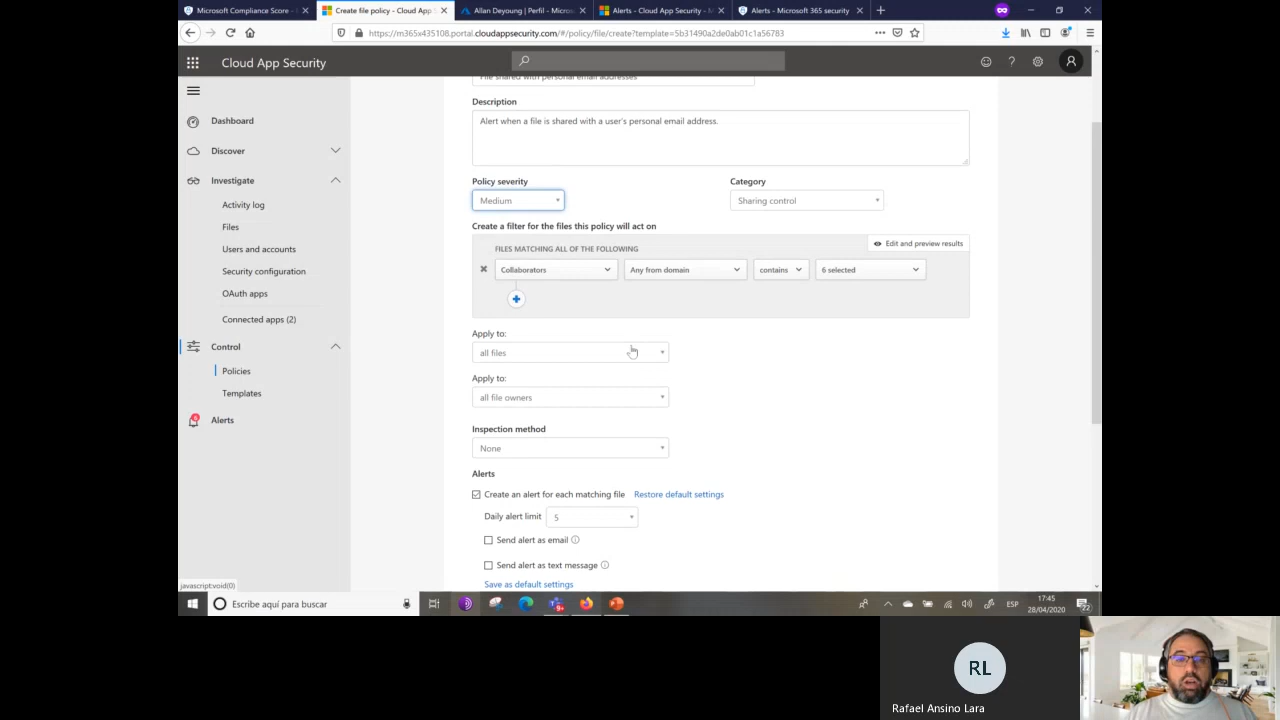 Microsoft Compliance Score -
Create file policy - Cloud App S
Allan Deyoung | Perfil - Micros
Alerts - Cloud App Security - M
Alerts - Microsoft 365 security
https://m365x435108.portal.cloudappsecurity.com/#/policy/file/create?template=5b31490a2de0ab01c1a56783
Cloud App Security
File shared with personal email addresses
Description
Alert when a file is shared with a user's personal email address.
Dashboard
Discover
Investigate
Activity log
Files
Users and accounts
Security configuration
OAuth apps
Connected apps (2)
Control
Policies
Templates
Alerts
Policy severity
Category
Medium
Sharing control
Create a filter for the files this policy will act on
Edit and preview results
FILES MATCHING ALL OF THE FOLLOWING
Collaborators
Any from domain
contains
6 selected
Apply to:
all files
Apply to:
all file owners
Inspection method
None
Alerts
Create an alert for each matching file
Restore default settings
Daily alert limit
5
Send alert as email
Send alert as text message
Save as default settings
javascript:void(0)
Escribe aquí para buscar
ESP
17:45
28/04/2020
RL
Rafael Ansino Lara